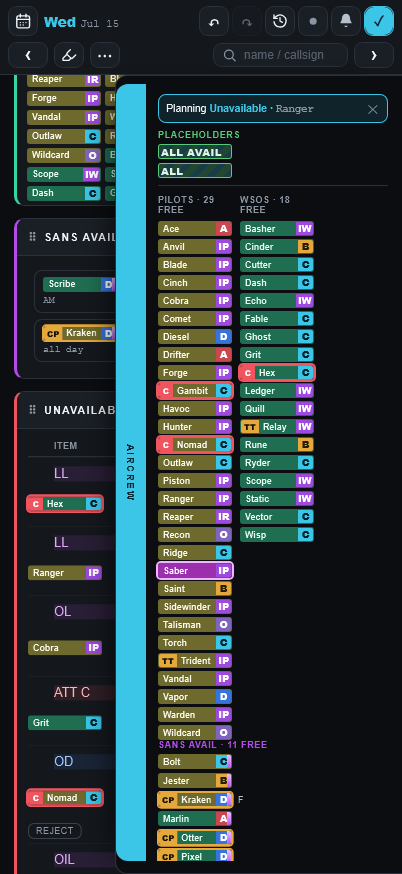 Wed Jul 15
name / callsign
Reaper IR
Forge IP
Vandal IP
Outlaw C
Wildcard O
Scope IW
Dash C
SANS AVAIL
Scribe D
AM
CP Kraken D
all day
UNAVAILAB
ITEM
LL
C Hex C
LL
Ranger IP
OL
Cobra IP
ATT C
Grit C
OD
C Nomad C
REJECT
OIL
AIRCREW
Planning Unavailable · Ranger
PLACEHOLDERS
ALL AVAIL
ALL
PILOTS · 29 FREE
Ace A
Anvil IP
Blade IP
Cinch IP
Cobra IP
Comet IP
Diesel D
Drifter A
Forge IP
C Gambit C
Havoc IP
Hunter IP
C Nomad C
Outlaw C
Piston IP
Ranger IP
Reaper IR
Recon O
Ridge C
Saber IP
Saint B
Sidewinder IP
Talisman O
Torch C
TT Trident IP
Vandal IP
Vapor D
Warden IP
Wildcard O
WSOS · 18 FREE
Basher IW
Cinder B
Cutter C
Dash C
Echo IW
Fable C
Ghost C
Grit C
C Hex C
Ledger IW
Quill IW
TT Relay IW
Rune B
Ryder C
Scope IW
Static IW
Vector C
Wisp C
SANS AVAIL · 11 FREE
Bolt C
Jester B
CP Kraken D F
Marlin A
CP Otter D
CP Pixel D